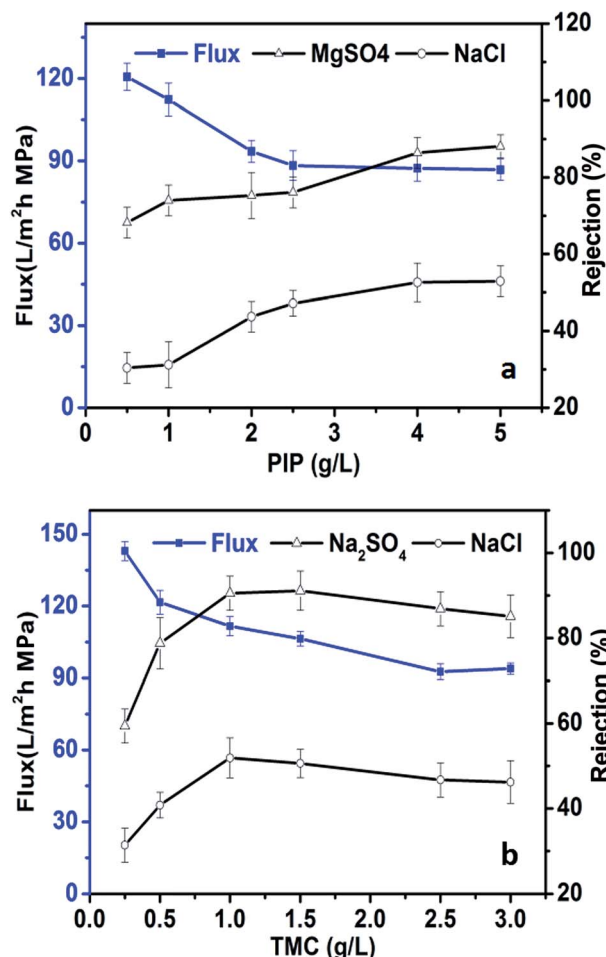 Flux MgSO4 NaCl
Flux(L/m²h MPa)
0
30
60
90
120
Rejection (%)
20
40
60
80
100
120
0 1 2 3 4 5
PIP (g/L)
a
Flux Na₂SO₄ NaCl
Flux(L/m²h MPa)
0
30
60
90
120
150
Rejection (%)
20
40
60
80
100
0.0 0.5 1.0 1.5 2.0 2.5 3.0
TMC (g/L)
b